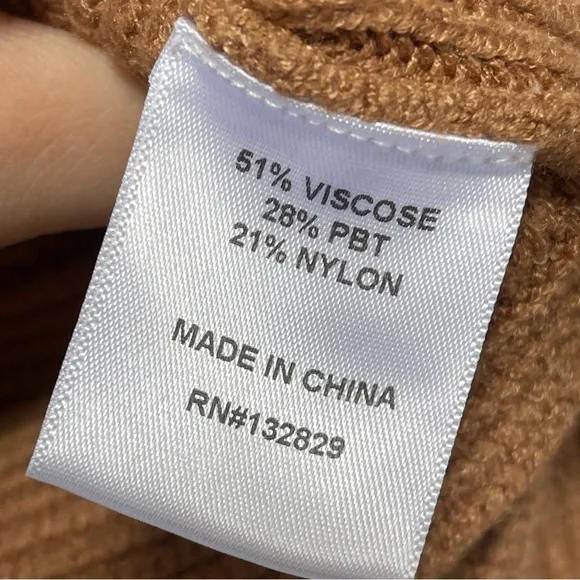 51% VISCOSE
28% PBT
21% NYLON
MADE IN CHINA
RN#132829